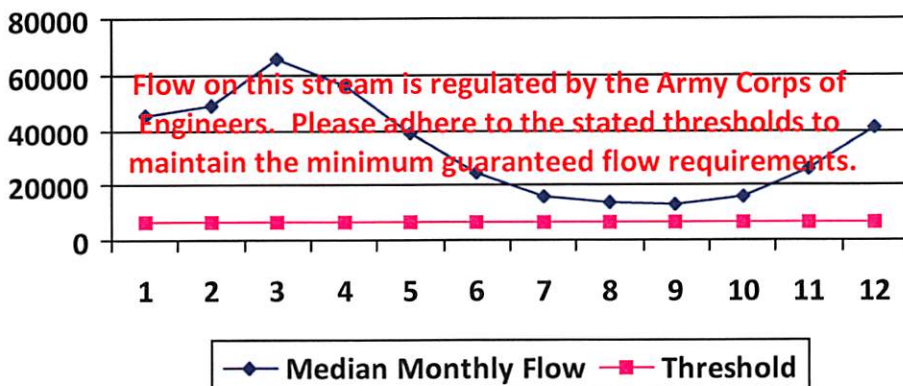 80000
60000
40000
20000
0
Flow on this stream is regulated by the Army Corps of
Engineers. Please adhere to the stated thresholds to
maintain the minimum guaranteed flow requirements.
1 2 3 4 5 6 7 8 9 10 11 12
Median Monthly Flow Threshold